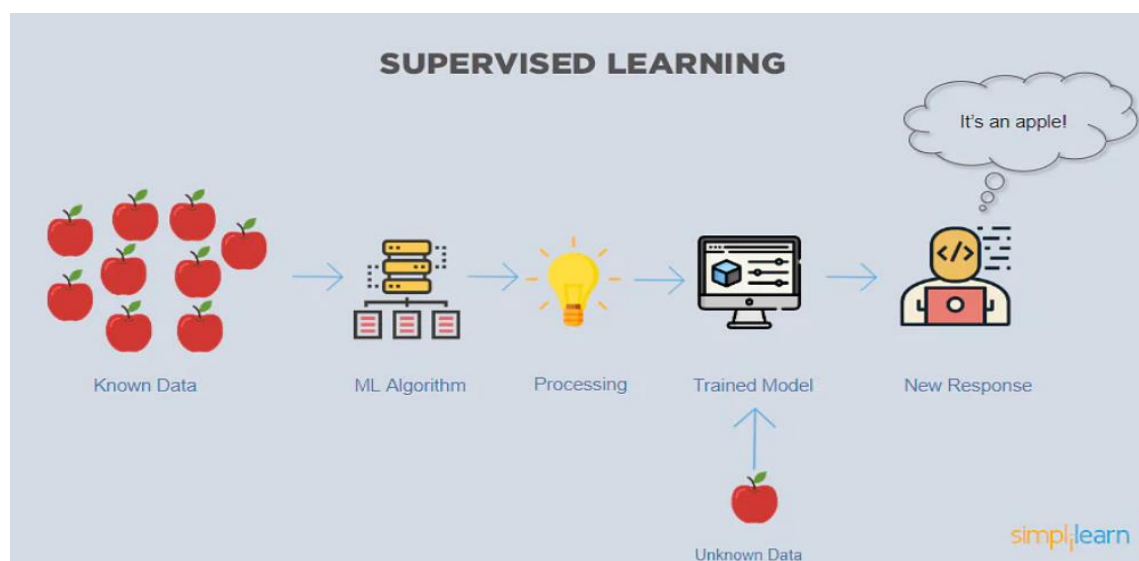 SUPERVISED LEARNING
It's an apple!
</>
Known Data
ML Algorithm
Processing
Trained Model
New Response
Unknown Data
simplilearn